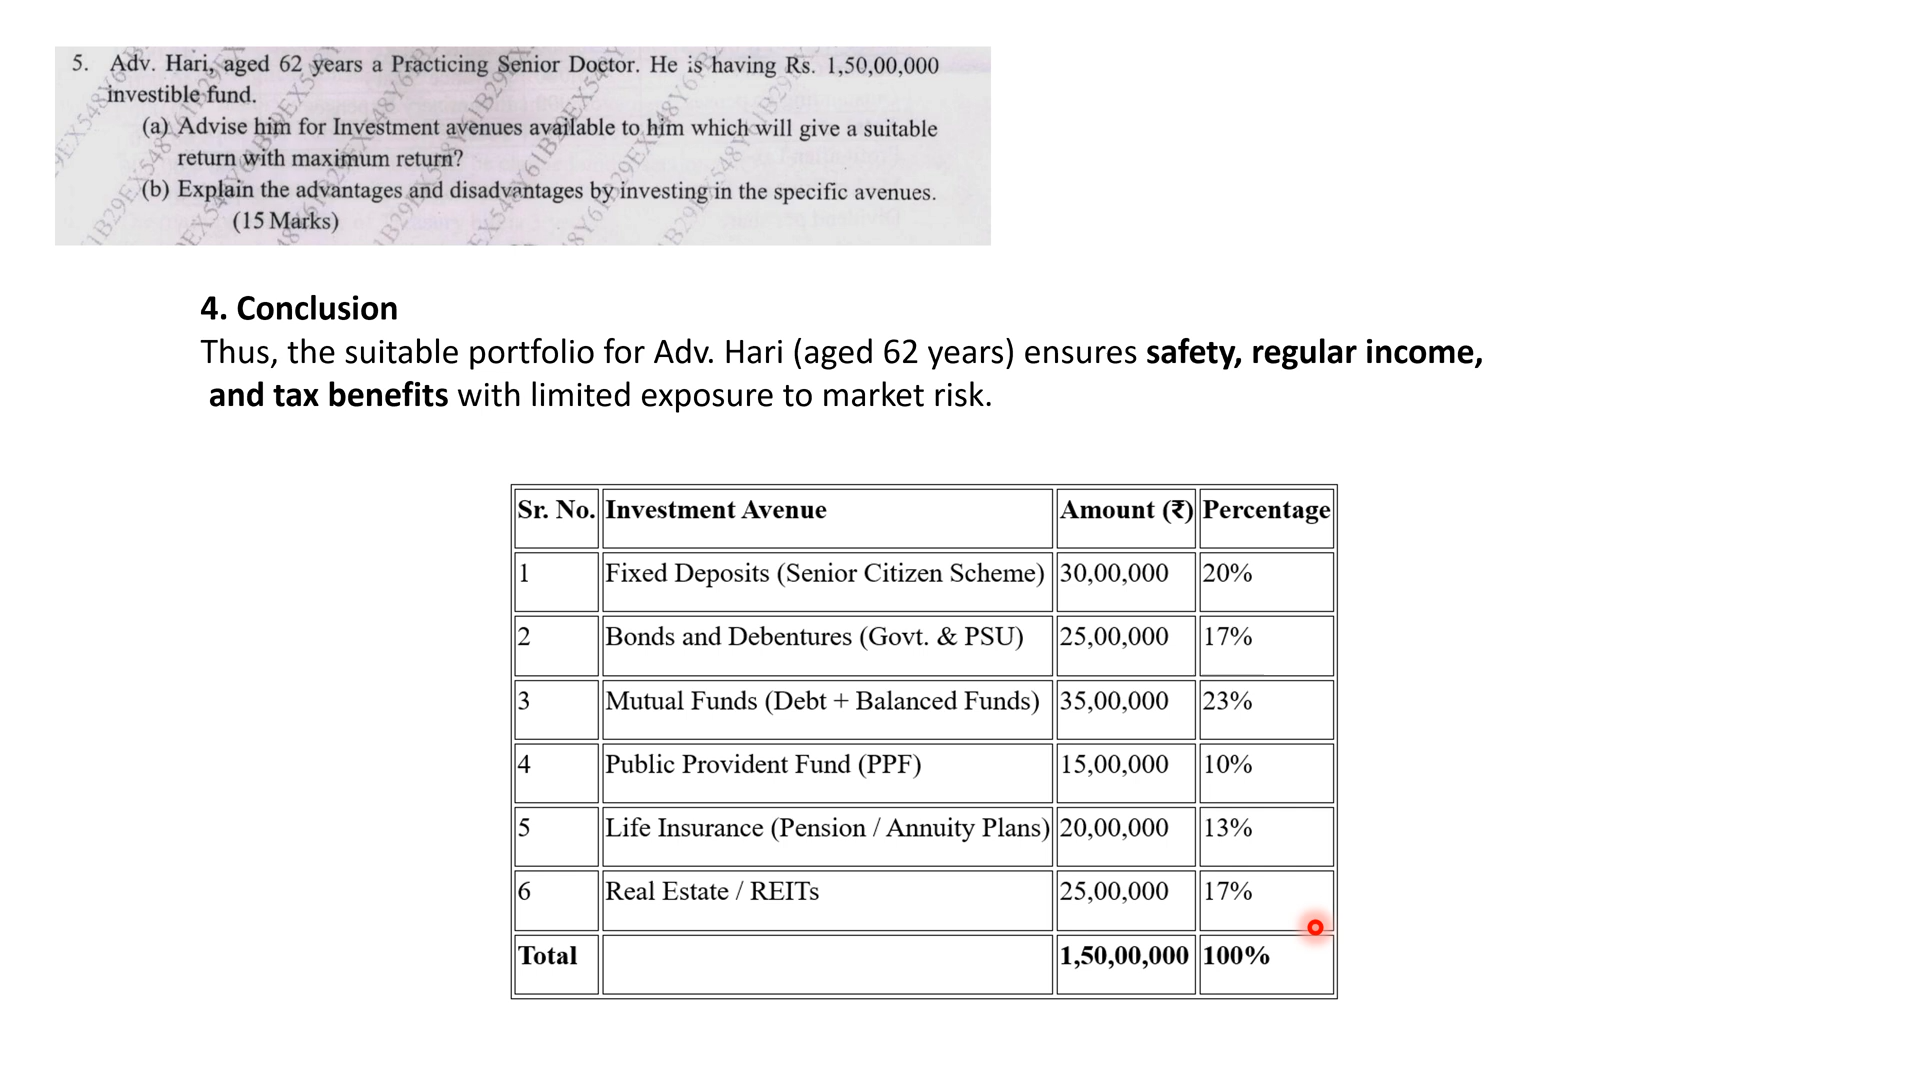 5. Adv. Hari, aged 62 years a Practicing Senior Doctor. He is having Rs. 1,50,00,000
investible fund.
(a) Advise him for Investment avenues available to him which will give a suitable
return with maximum return?
(b) Explain the advantages and disadvantages by investing in the specific avenues.
(15 Marks)
4. Conclusion
Thus, the suitable portfolio for Adv. Hari (aged 62 years) ensures safety, regular income,
and tax benefits with limited exposure to market risk.
Sr. No. Investment Avenue Amount (₹) Percentage
1 Fixed Deposits (Senior Citizen Scheme) 30,00,000 20%
2 Bonds and Debentures (Govt. & PSU) 25,00,000 17%
3 Mutual Funds (Debt + Balanced Funds) 35,00,000 23%
4 Public Provident Fund (PPF) 15,00,000 10%
5 Life Insurance (Pension / Annuity Plans) 20,00,000 13%
6 Real Estate / REITs 25,00,000 17%
Total 1,50,00,000 100%